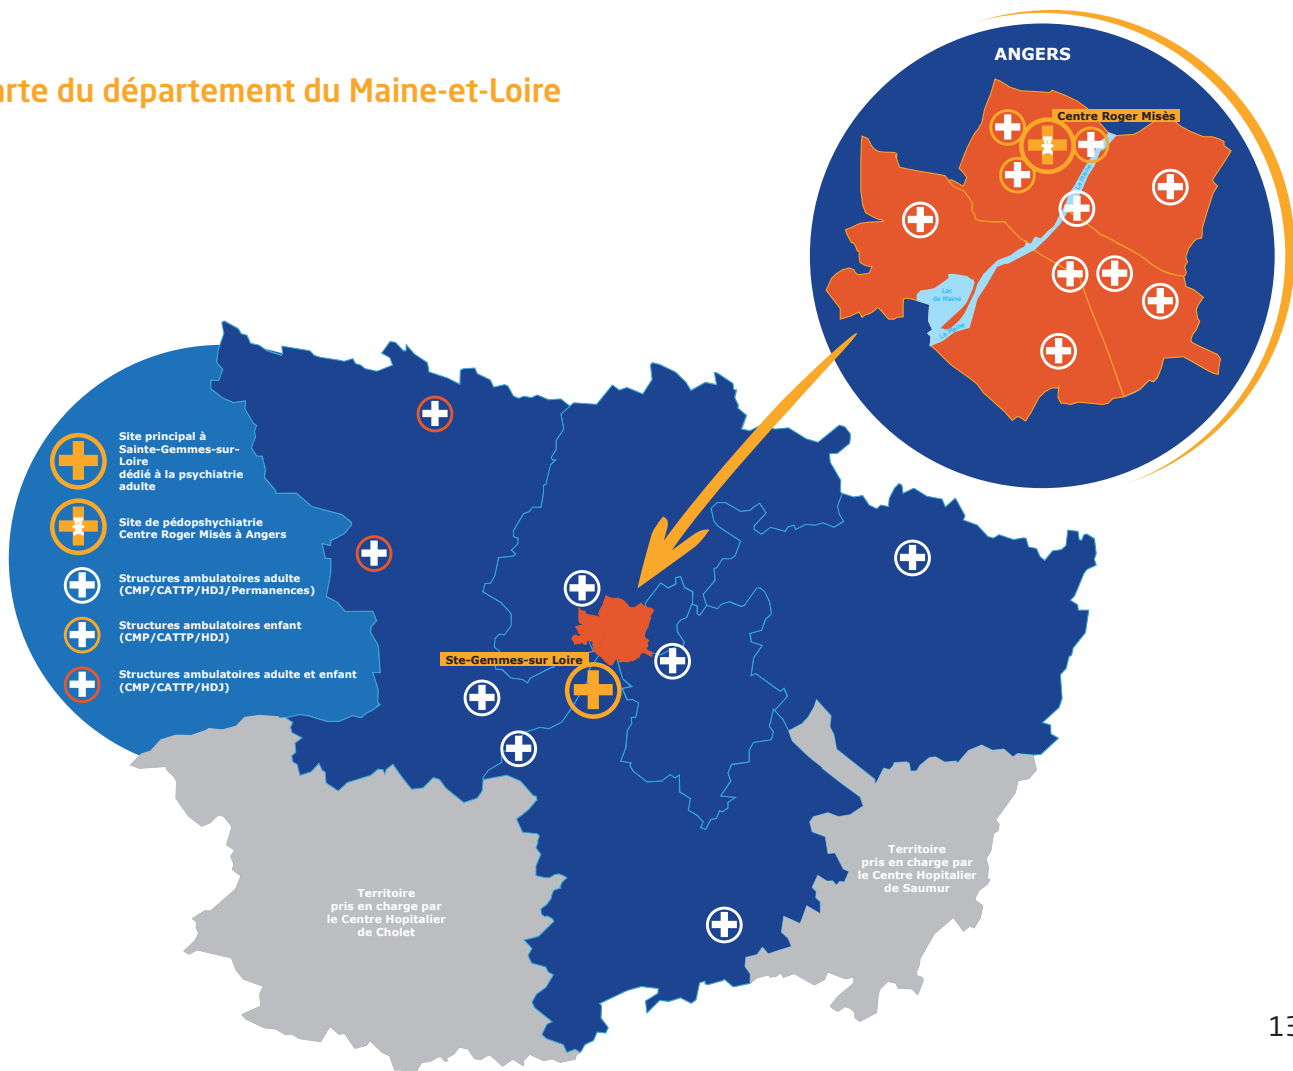 arte du département du Maine-et-Loire
ANGERS
Centre Roger Misès
La Maine
Lac
de Maine
La Maine
Site principal à
Sainte-Gemmes-sur-
Loire
dédié à la psychiatrie
adulte
Site de pédopshychiatrie
Centre Roger Misès à Angers
Structures ambulatoires adulte
(CMP/CATTP/HDJ/Permanences)
Structures ambulatoires enfant
(CMP/CATTP/HDJ)
Structures ambulatoires adulte et enfant
(CMP/CATTP/HDJ)
Ste-Gemmes-sur Loire
Territoire
pris en charge par
le Centre Hopitalier
de Saumur
Territoire
pris en charge par
le Centre Hopitalier
de Cholet
13